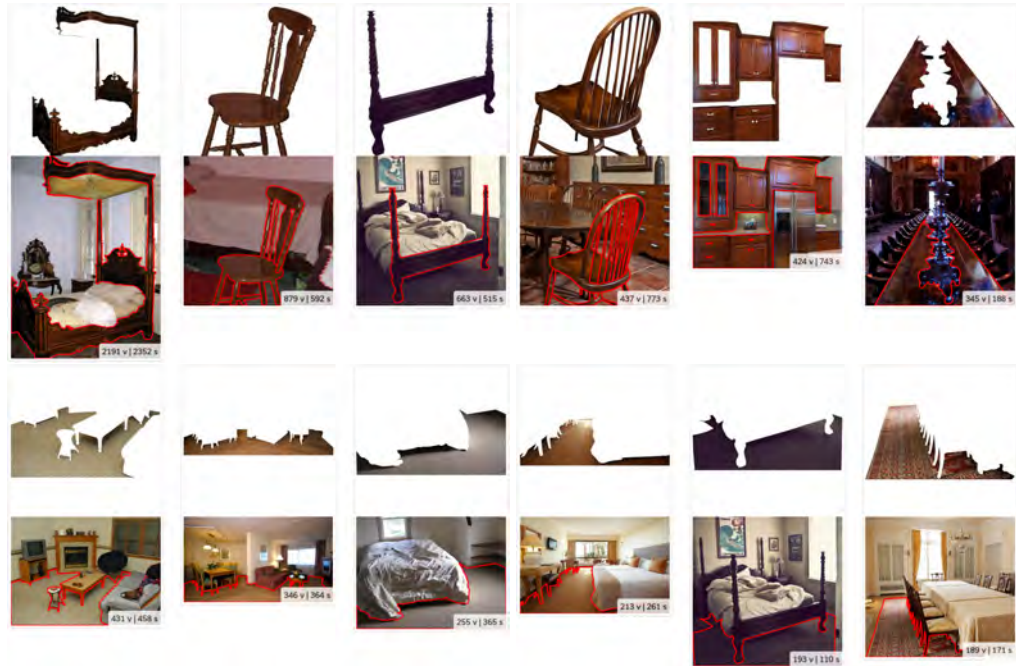 2191 v | 2352 s
879 v | 592 s
663 v | 515 s
437 v | 773 s
424 v | 743 s
345 v | 188 s
431 v | 458 s
346 v | 364 s
255 v | 365 s
213 v | 261 s
193 v | 110 s
189 v | 171 s